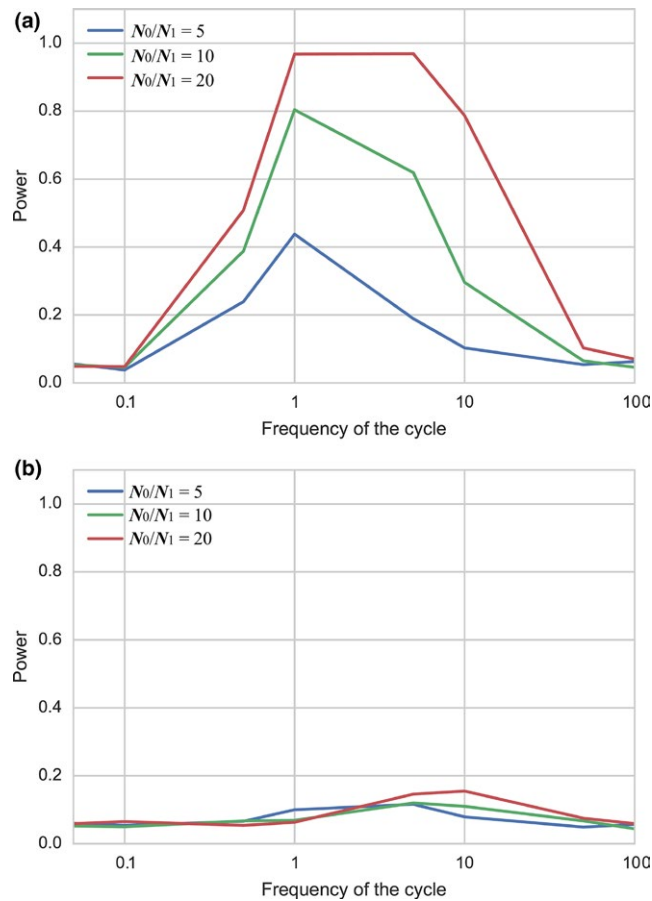 (a)
N0/N1 = 5
N0/N1 = 10
N0/N1 = 20
1.0
0.8
0.6
0.4
0.2
0.0
Power
0.1 1 10 100
Frequency of the cycle
(b)
N0/N1 = 5
N0/N1 = 10
N0/N1 = 20
1.0
0.8
0.6
0.4
0.2
0.0
Power
0.1 1 10 100
Frequency of the cycle